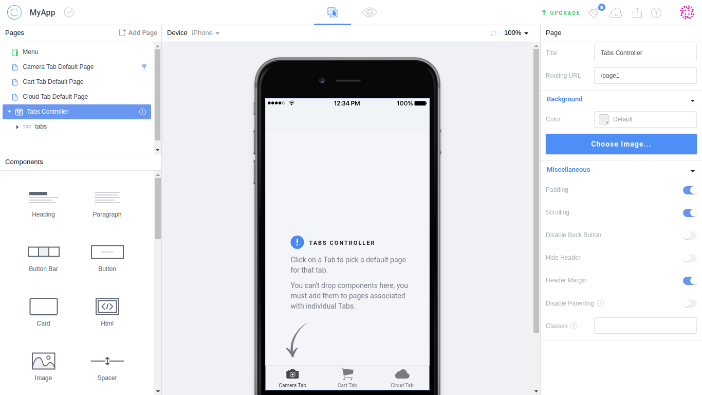 MyApp
UPGRADE
Pages
Add Page
Device
iPhone
100%
Page
Menu
Camera Tab Default Page
Cart Tab Default Page
Cloud Tab Default Page
Tabs Controller
tabs
Components
Heading
Paragraph
Button Bar
Button
Card
Html
Image
Spacer
12:34 PM
100%
TABS CONTROLLER
Click on a Tab to pick a default page
for that tab.
You can't drop components here, you
must add them to pages associated
with individual Tabs.
Camera Tab
Cart Tab
Cloud Tab
Title
Tabs Controller
Routing URL
/page1
Background
Color
Default
Choose Image...
Miscellaneous
Padding
Scrolling
Disable Back Button
Hide Header
Header Margin
Disable Parenting
Classes